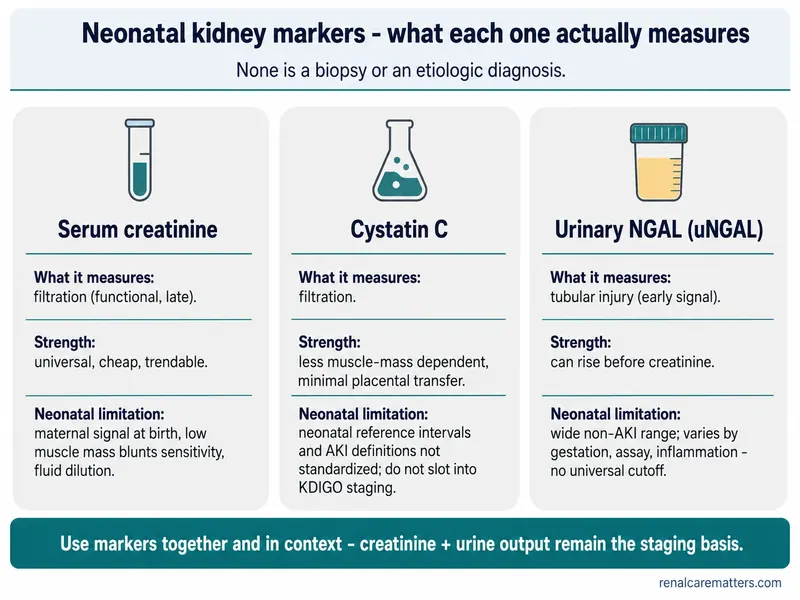 Neonatal kidney markers - what each one actually measures
None is a biopsy or an etiologic diagnosis.
Serum creatinine
What it measures:
filtration (functional, late).
Strength:
universal, cheap, trendable.
Neonatal limitation:
maternal signal at birth, low
muscle mass blunts sensitivity,
fluid dilution.
Cystatin C
What it measures:
filtration.
Strength:
less muscle-mass dependent,
minimal placental transfer.
Neonatal limitation:
neonatal reference intervals
and AKI definitions not
standardized; do not slot into
KDIGO staging.
Urinary NGAL (uNGAL)
What it measures:
tubular injury (early signal).
Strength:
can rise before creatinine.
Neonatal limitation:
wide non-AKI range; varies by
gestation, assay, inflammation -
no universal cutoff.
Use markers together and in context - creatinine + urine output remain the staging basis.
renalcarematters.com